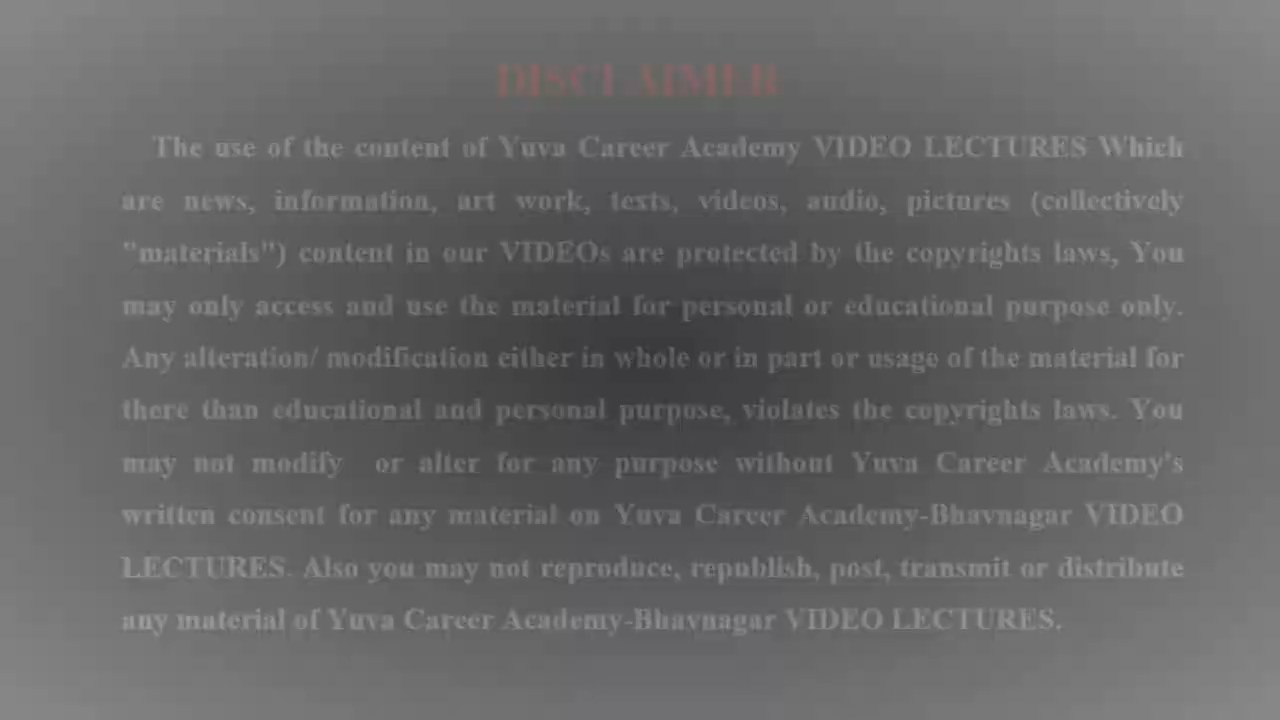 DISCLAIMER
The use of the content of Yuva Career Academy VIDEO LECTURES Which
are news, information, art work, texts, videos, audio, pictures (collectively
"materials") content in our VIDEOs are protected by the copyrights laws, You
may only access and use the material for personal or educational purpose only.
Any alteration/ modification either in whole or in part or usage of the material for
there than educational and personal purpose, violates the copyrights laws. You
may not modify or alter for any purpose without Yuva Career Academy's
written consent for any material on Yuva Career Academy-Bhavnagar VIDEO
LECTURES. Also you may not reproduce, republish, post, transmit or distribute
any material of Yuva Career Academy-Bhavnagar VIDEO LECTURES.